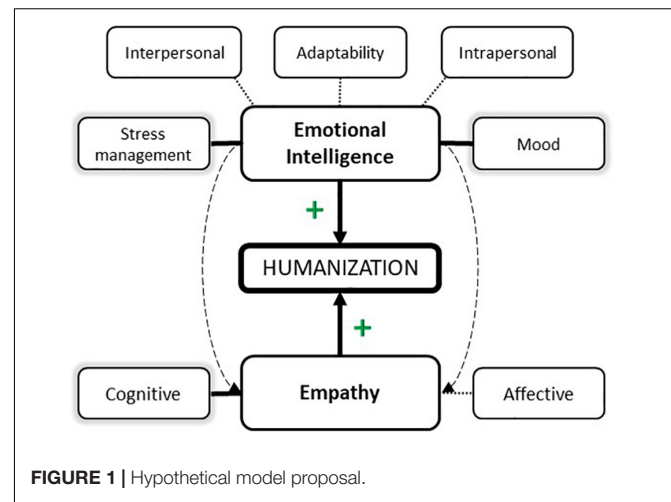 Interpersonal
Adaptability
Intrapersonal
Stress
management
Emotional
Intelligence
Mood
+
HUMANIZATION
+
Cognitive
Empathy
Affective
FIGURE 1 | Hypothetical model proposal.